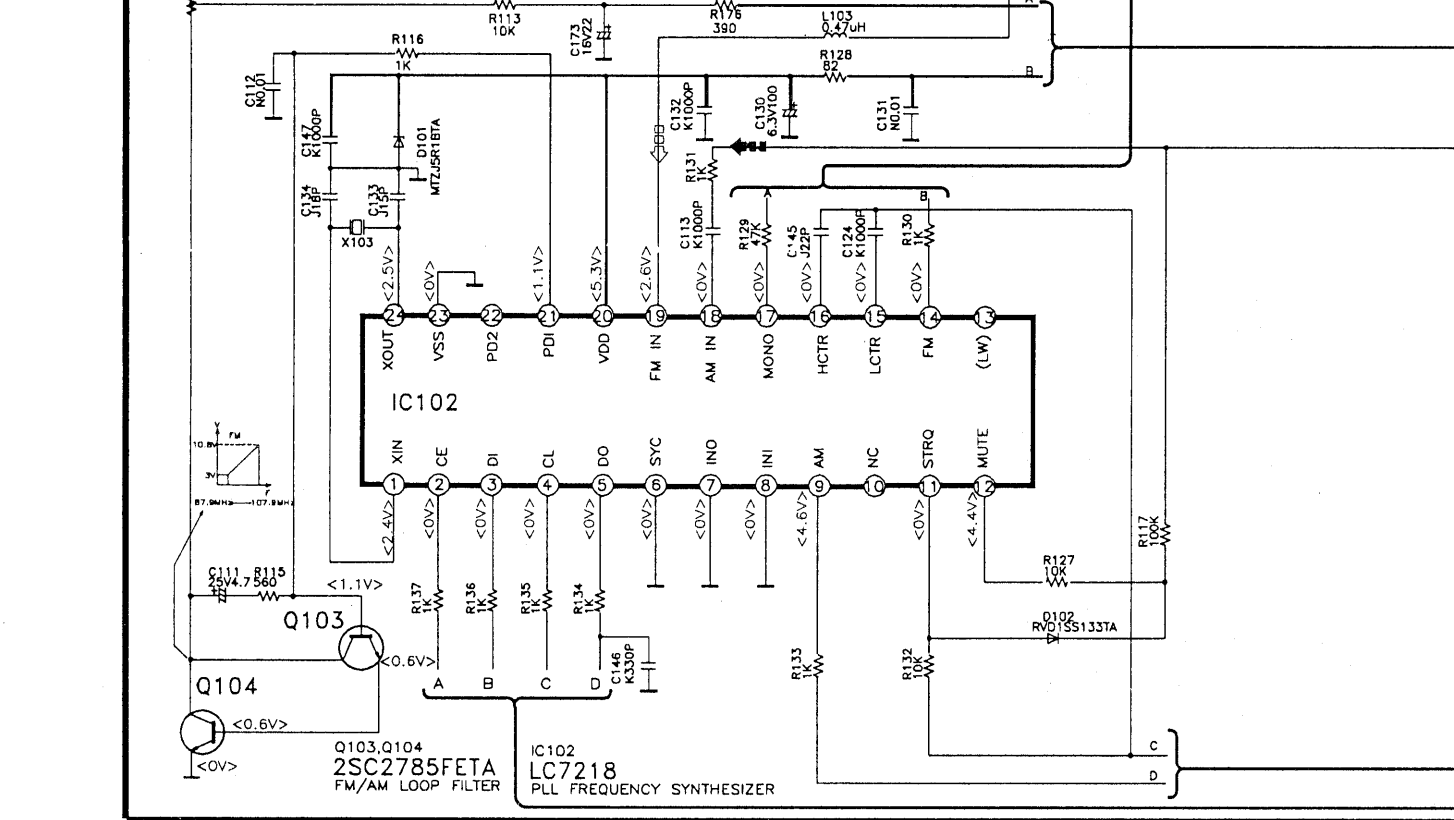 R113
10K
C173
16V22
R176
390
L103
0.47uH
A
R116
1K
R128
82
B
C112
N0.01
C147
K1000P
D101
MTZJ5R1BTA
C132
K1000P
C130
6.3V100
C131
N0.01
C134
J18P
C133
J15P
X103
R131
1K
C113
K1000P
A
R129
47K
C145
J22P
C124
K1000P
B
R130
1K
<2.5V>
<0V>
<1.1V>
<5.3V>
<2.6V>
<0V>
<0V>
<0V>
<0V>
<0V>
24 23 22 21 20 19 18 17 16 15 14 13
XOUT VSS PD2 PDI VDD FM IN AM IN MONO HCTR LCTR FM (LW)
IC102
XIN CE DI CL DO SYC INO INI AM NC STRQ MUTE
1 2 3 4 5 6 7 8 9 10 11 12
<2.4V>
<0V>
<0V>
<0V>
<0V>
<0V>
<0V>
<0V>
<4.6V>
<0V>
<4.4V>
V
FM
10.8V
3V
F
87.9MHz 107.9MHz
C111
25V4.7
R115
560
<1.1V>
Q103
<0.6V>
Q104
<0.6V>
<0V>
R137
1K
R136
1K
R135
1K
R134
1K
C146
K330P
A B C D
R133
1K
R132
10K
R127
10K
R117
100K
D102
RVD1SS133TA
C
D
Q103,Q104
2SC2785FETA
FM/AM LOOP FILTER
IC102
LC7218
PLL FREQUENCY SYNTHESIZER